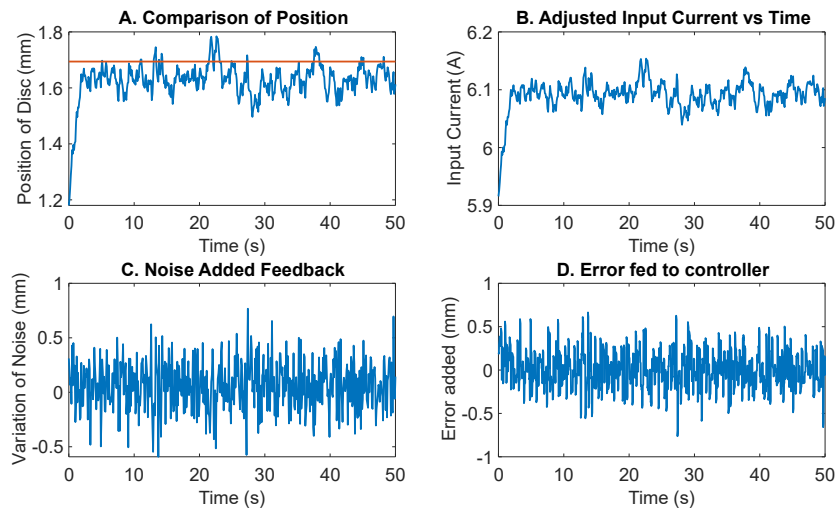 A. Comparison of Position
Position of Disc (mm)
1.8
1.6
1.4
1.2
0 10 20 30 40 50
Time (s)
B. Adjusted Input Current vs Time
Input Current (A)
6.2
6.1
6
5.9
0 10 20 30 40 50
Time (s)
C. Noise Added Feedback
Variation of Noise (mm)
1
0.5
0
-0.5
0 10 20 30 40 50
Time (s)
D. Error fed to controller
Error added (mm)
1
0.5
0
-0.5
-1
0 10 20 30 40 50
Time (s)